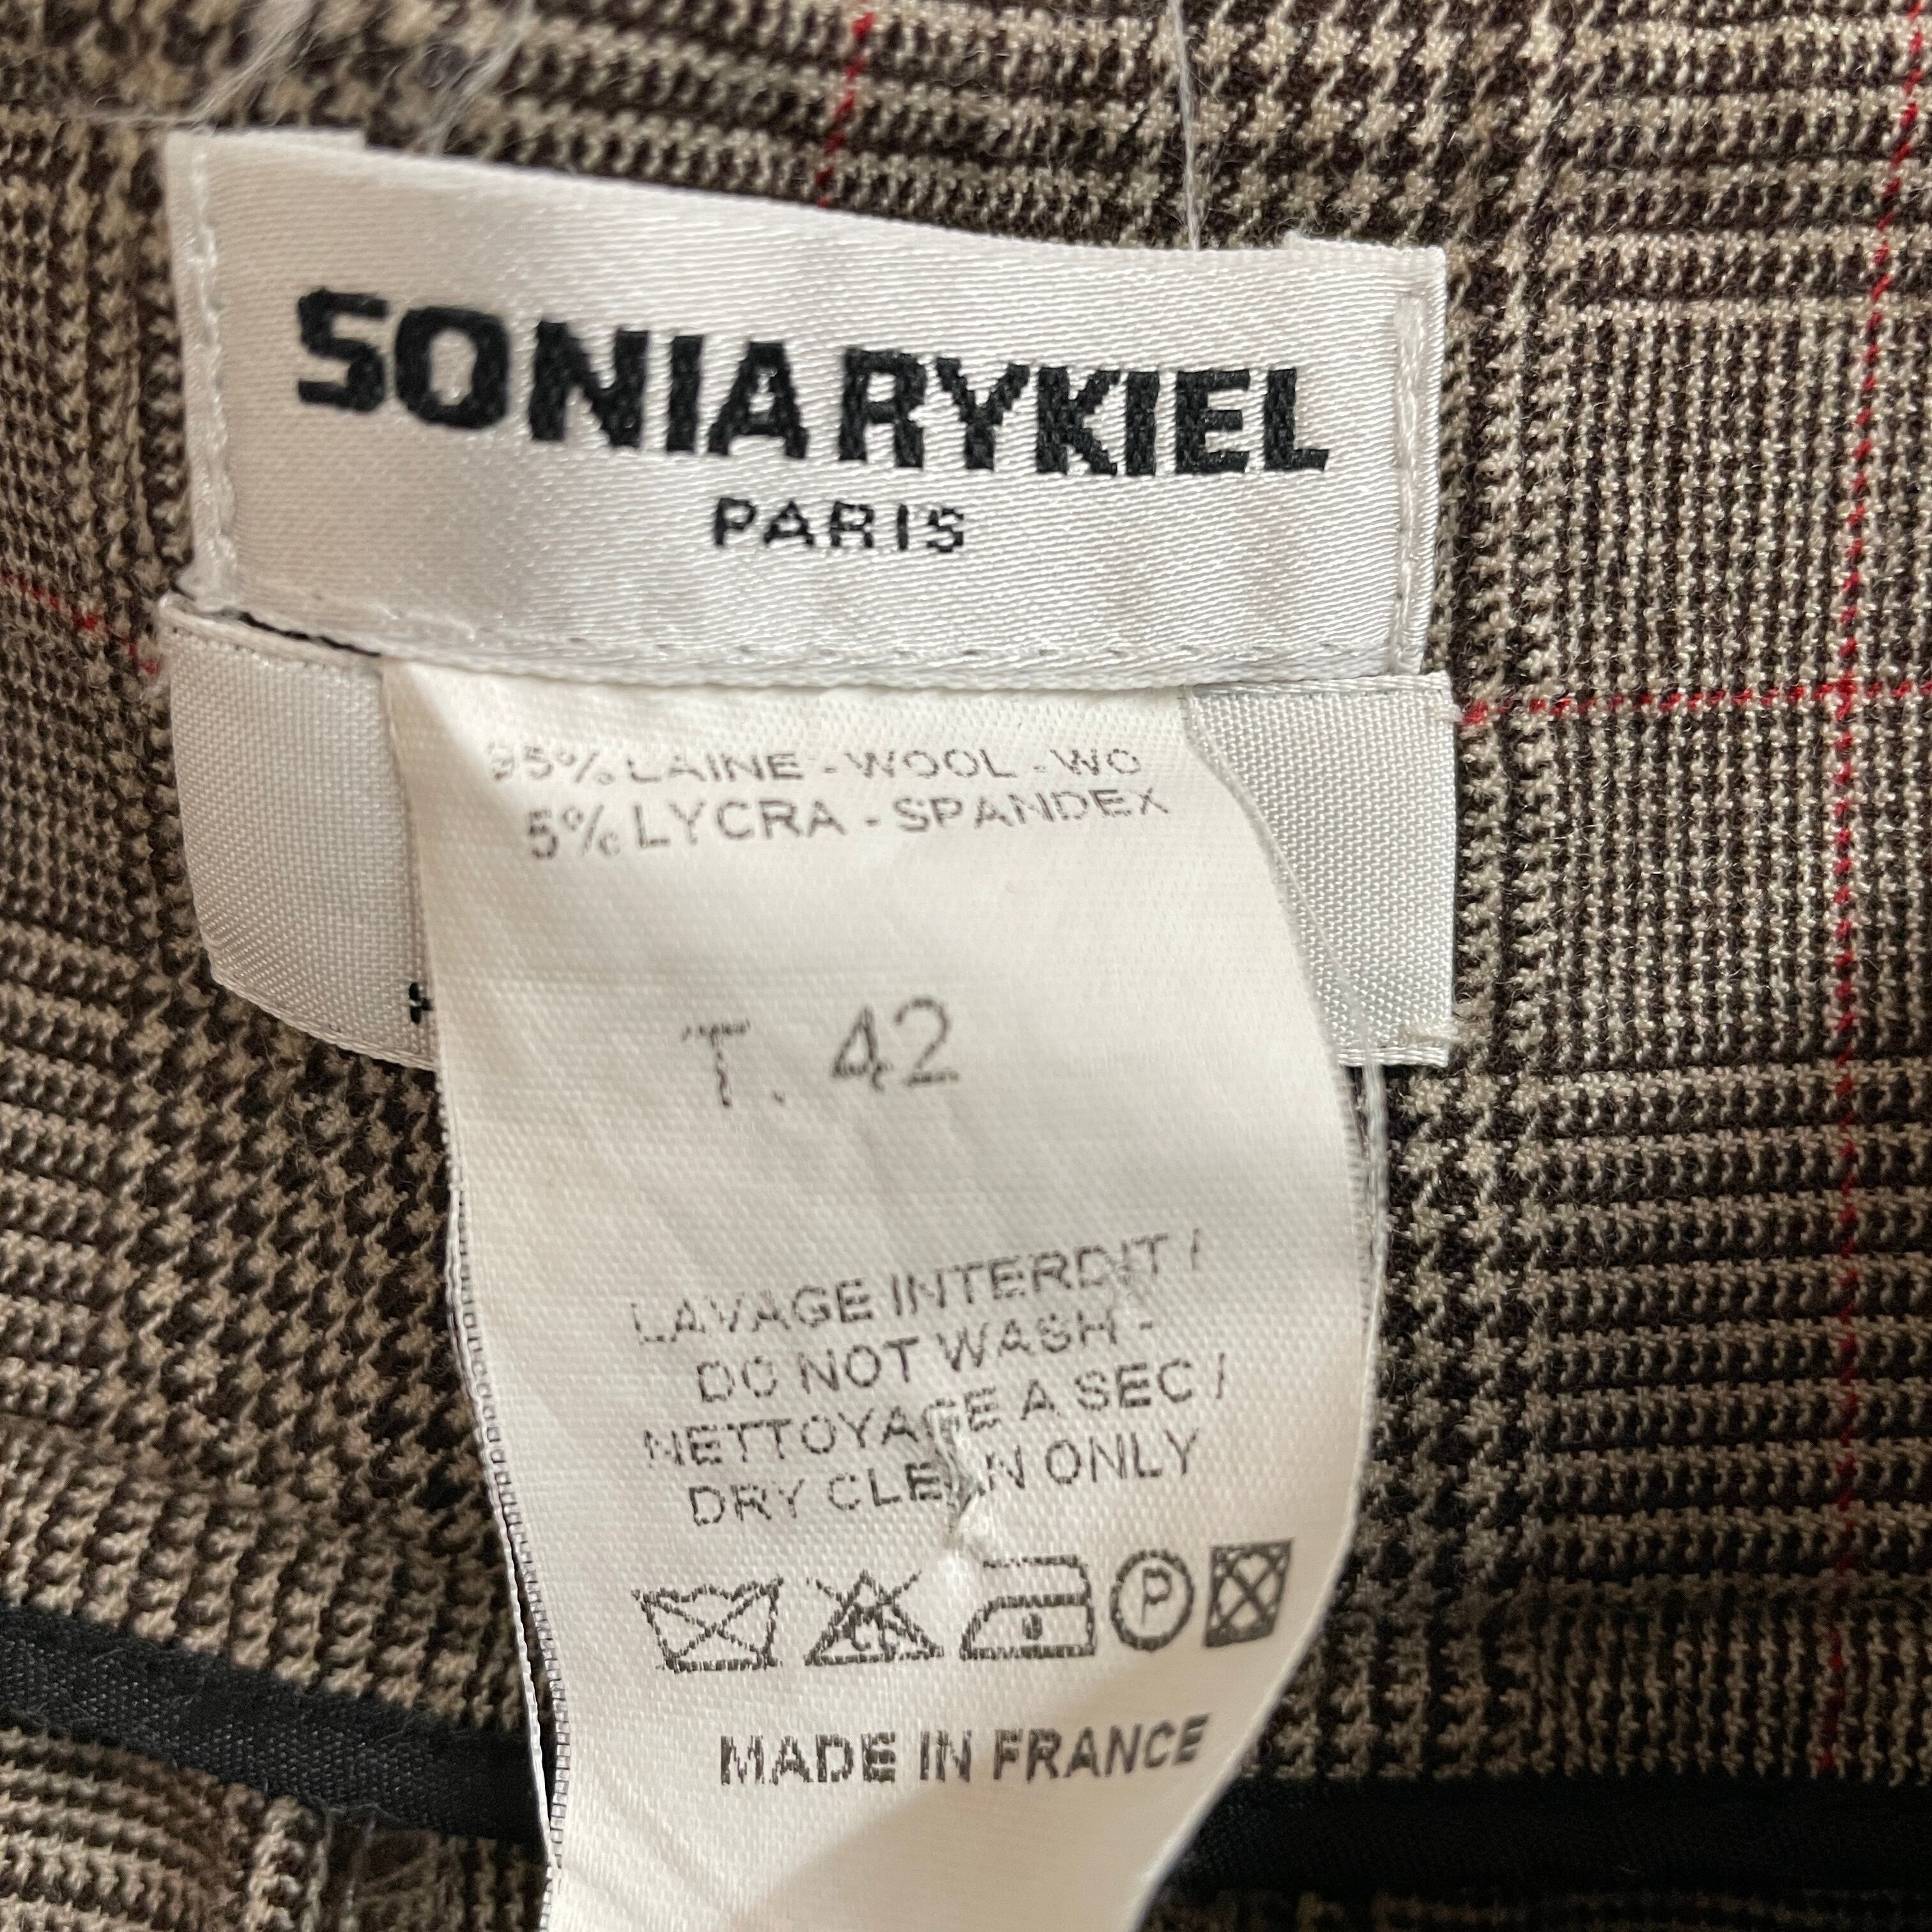 SONIA RYKIEL
PARIS
95% LAINE - WOOL - WO
5% LYCRA - SPANDEX
T. 42
LAVAGE INTERDIT /
DO NOT WASH -
NETTOYAGE A SEC /
DRY CLEAN ONLY
CL P
MADE IN FRANCE